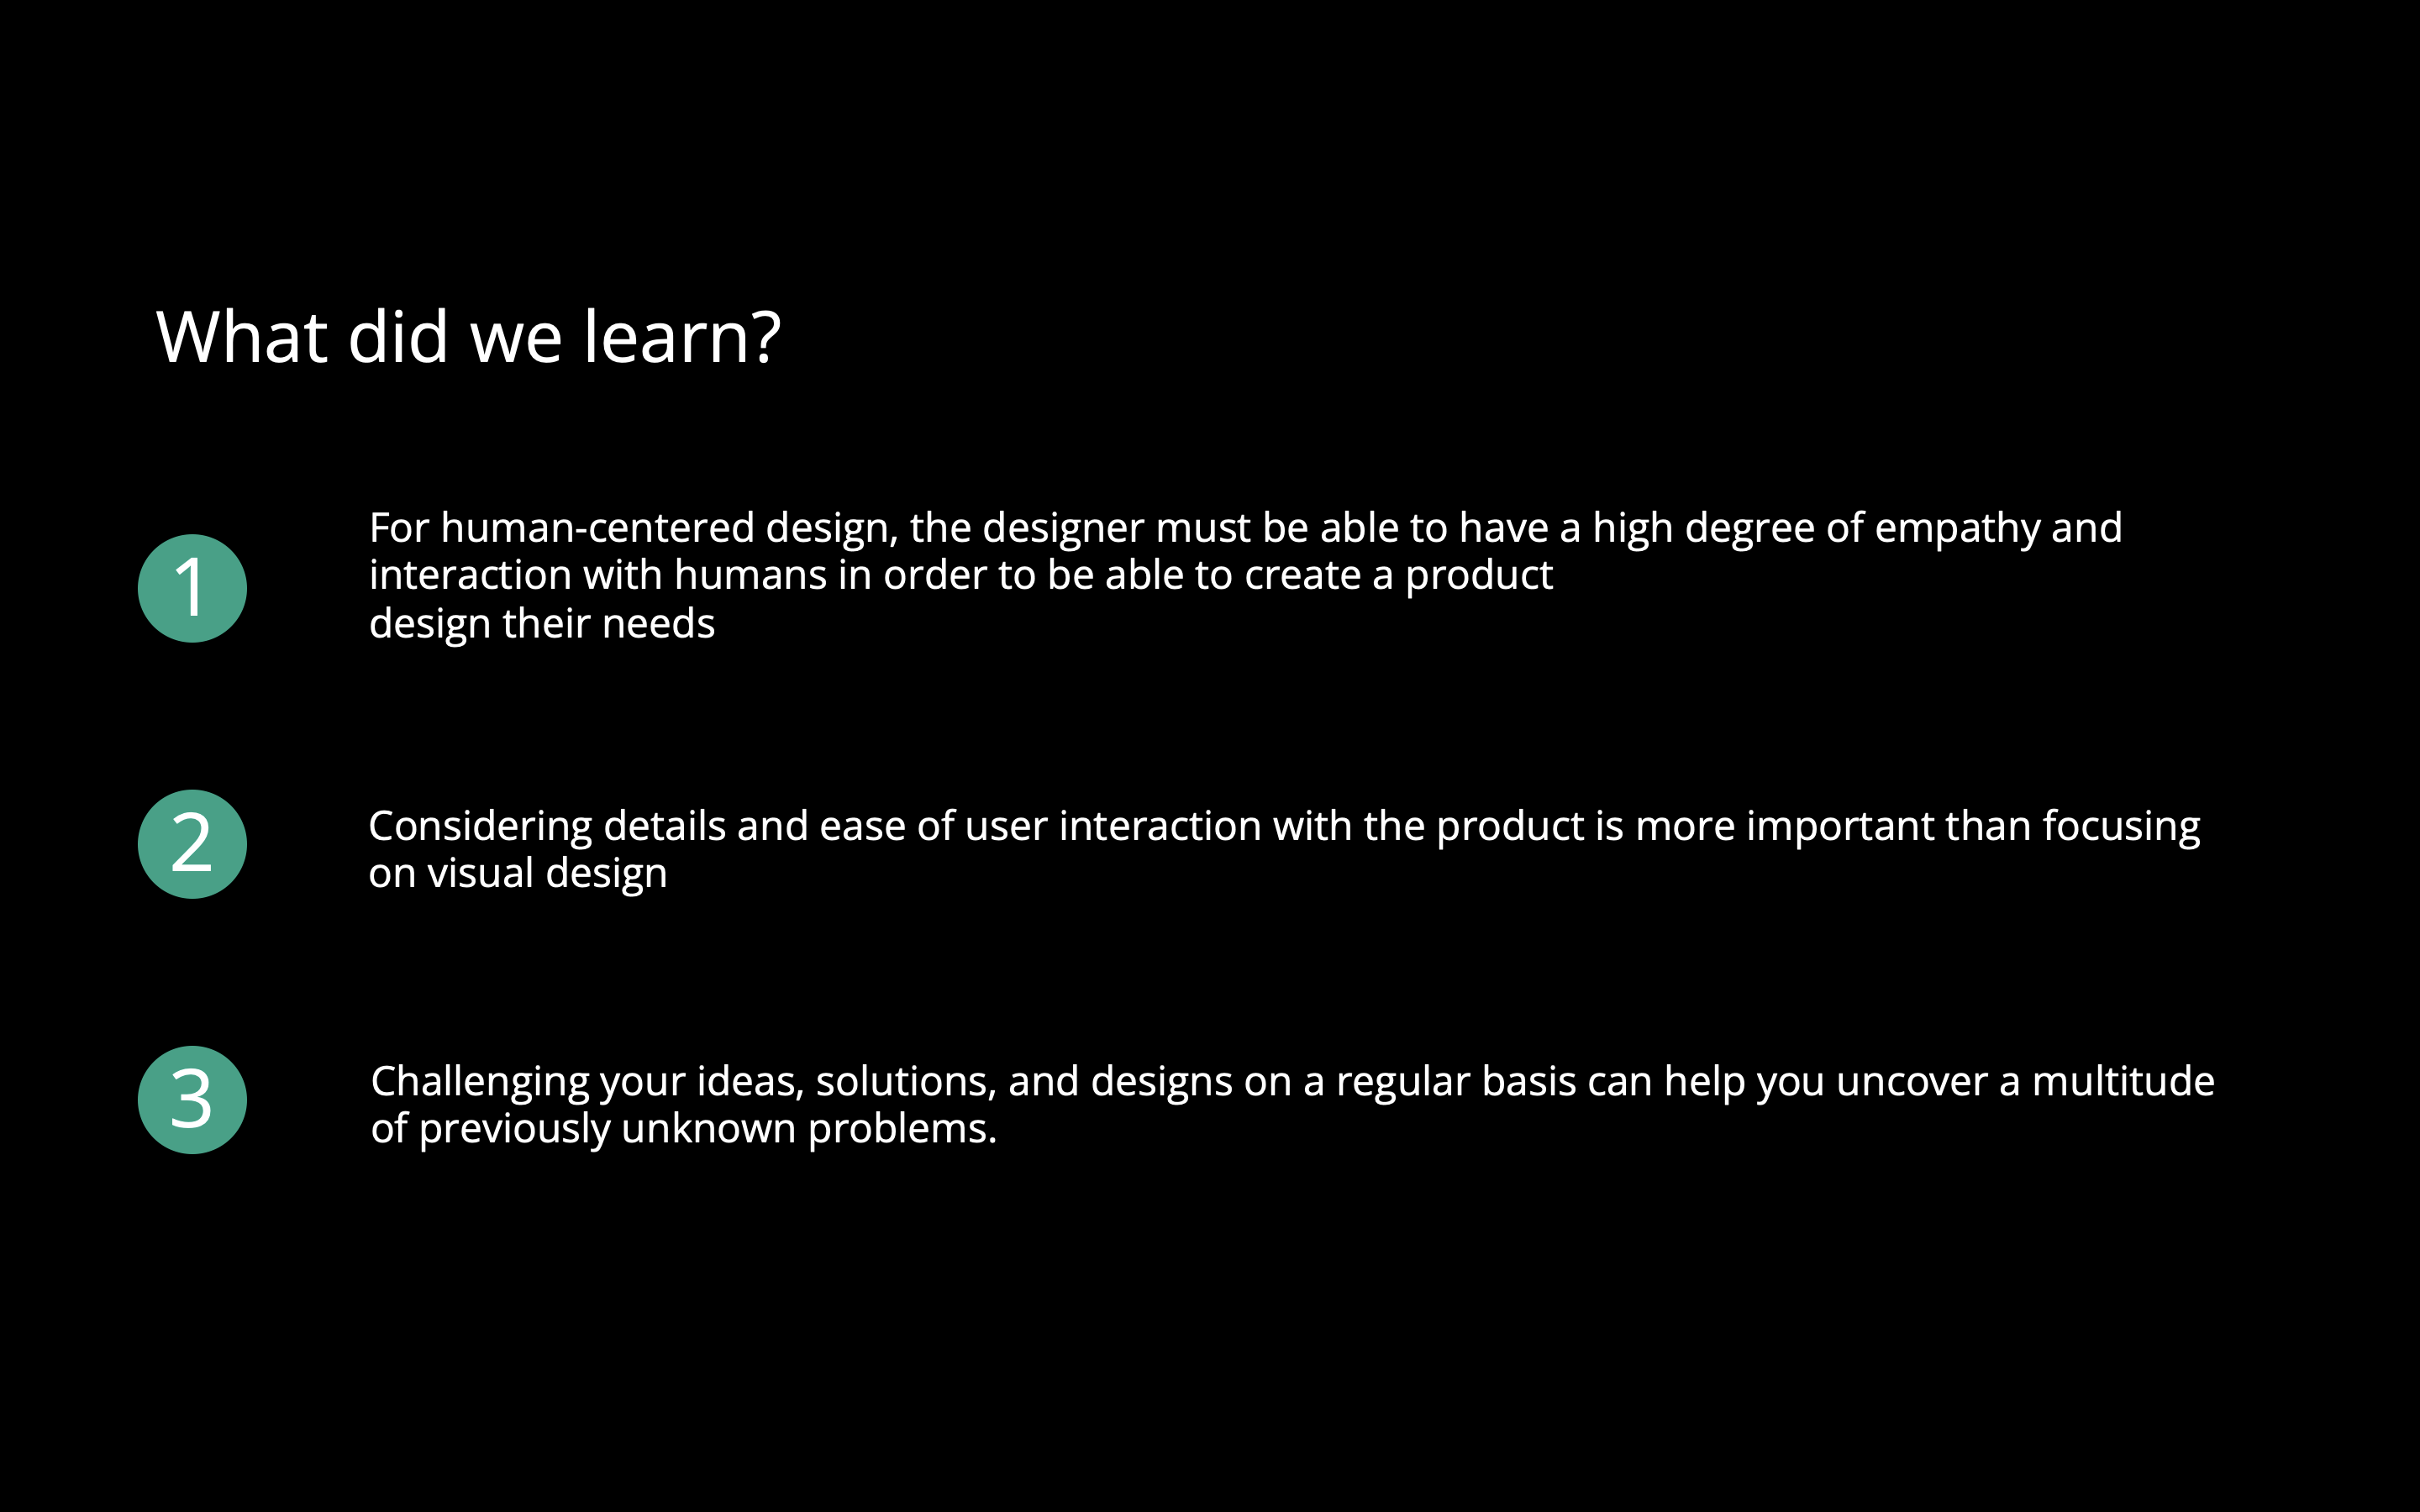 What did we learn?
1
For human-centered design, the designer must be able to have a high degree of empathy and
interaction with humans in order to be able to create a product
design their needs
2
Considering details and ease of user interaction with the product is more important than focusing
on visual design
3
Challenging your ideas, solutions, and designs on a regular basis can help you uncover a multitude
of previously unknown problems.